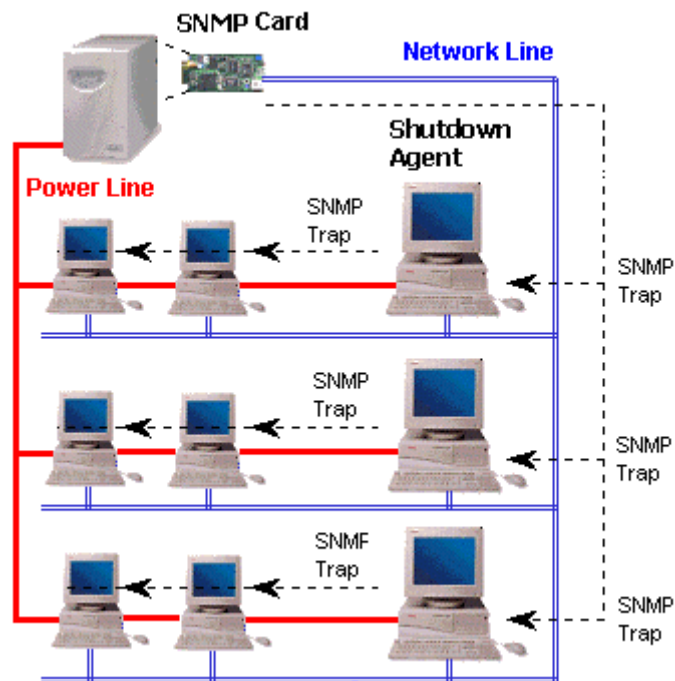 SNMP Card
Network Line
Shutdown
Agent
Power Line
SNMP
Trap
SNMP
Trap
SNMP
Trap
SNMP
Trap
SNMF
Trap
SNMP
Trap